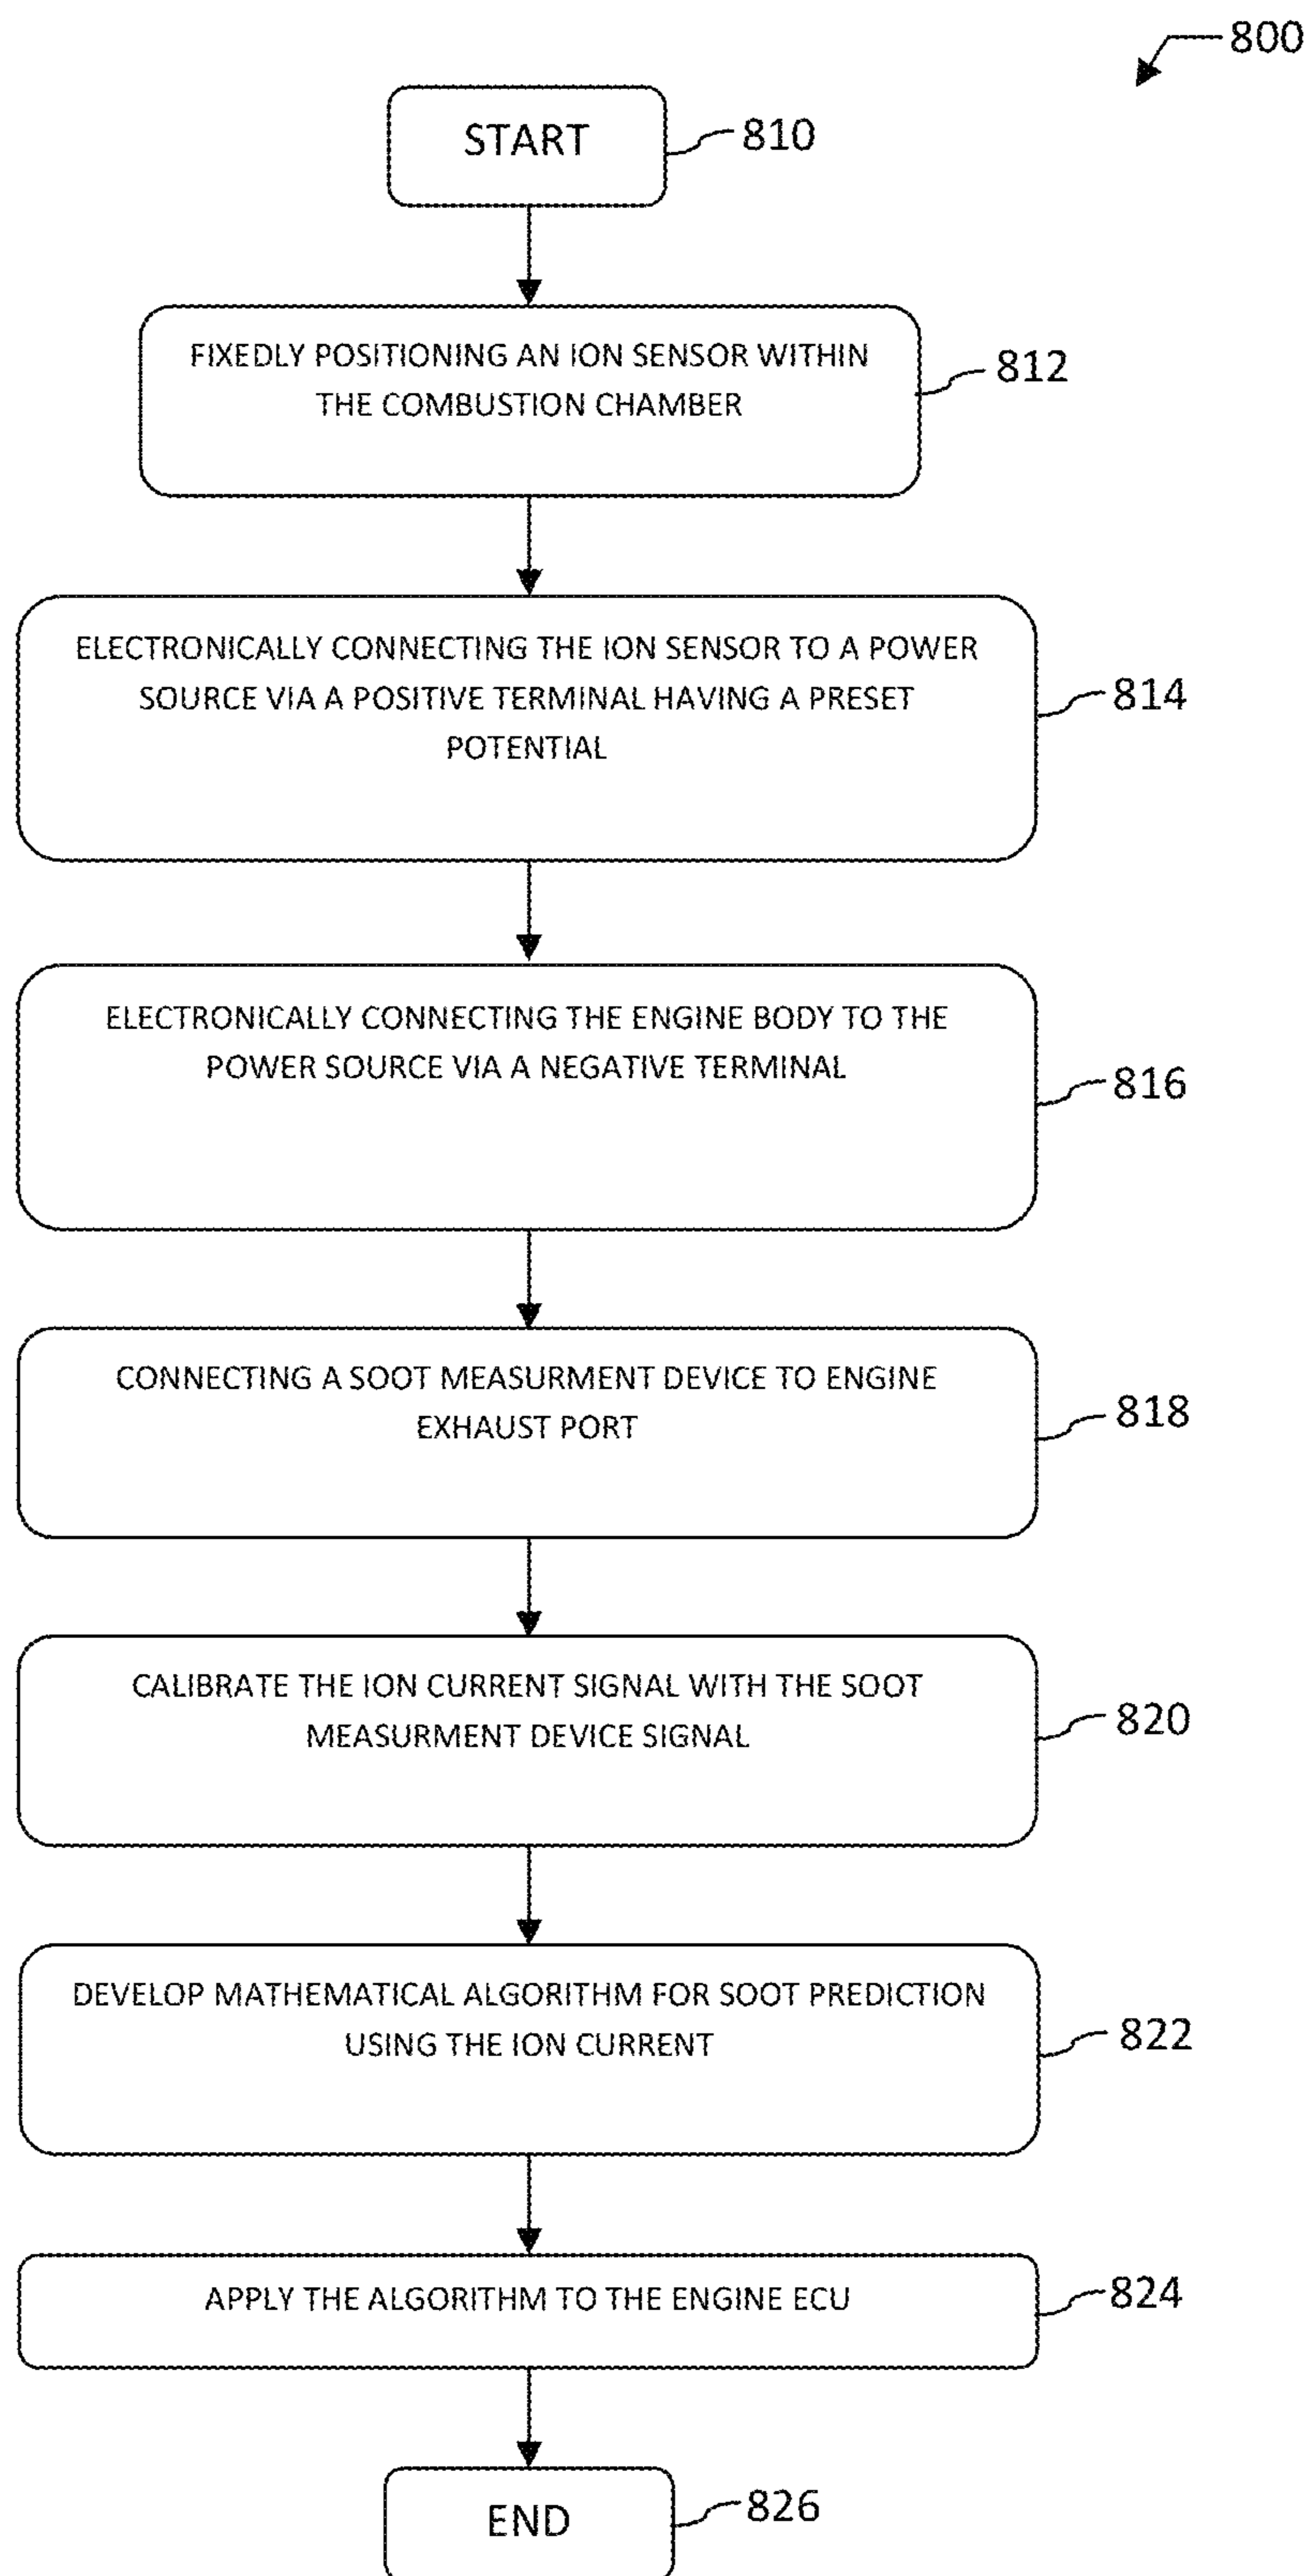 800
START
810
FIXEDLY POSITIONING AN ION SENSOR WITHIN
THE COMBUSTION CHAMBER
812
ELECTRONICALLY CONNECTING THE ION SENSOR TO A POWER
SOURCE VIA A POSITIVE TERMINAL HAVING A PRESET
POTENTIAL
814
ELECTRONICALLY CONNECTING THE ENGINE BODY TO THE
POWER SOURCE VIA A NEGATIVE TERMINAL
816
CONNECTING A SOOT MEASURMENT DEVICE TO ENGINE
EXHAUST PORT
818
CALIBRATE THE ION CURRENT SIGNAL WITH THE SOOT
MEASURMENT DEVICE SIGNAL
820
DEVELOP MATHEMATICAL ALGORITHM FOR SOOT PREDICTION
USING THE ION CURRENT
822
APPLY THE ALGORITHM TO THE ENGINE ECU
824
END
826